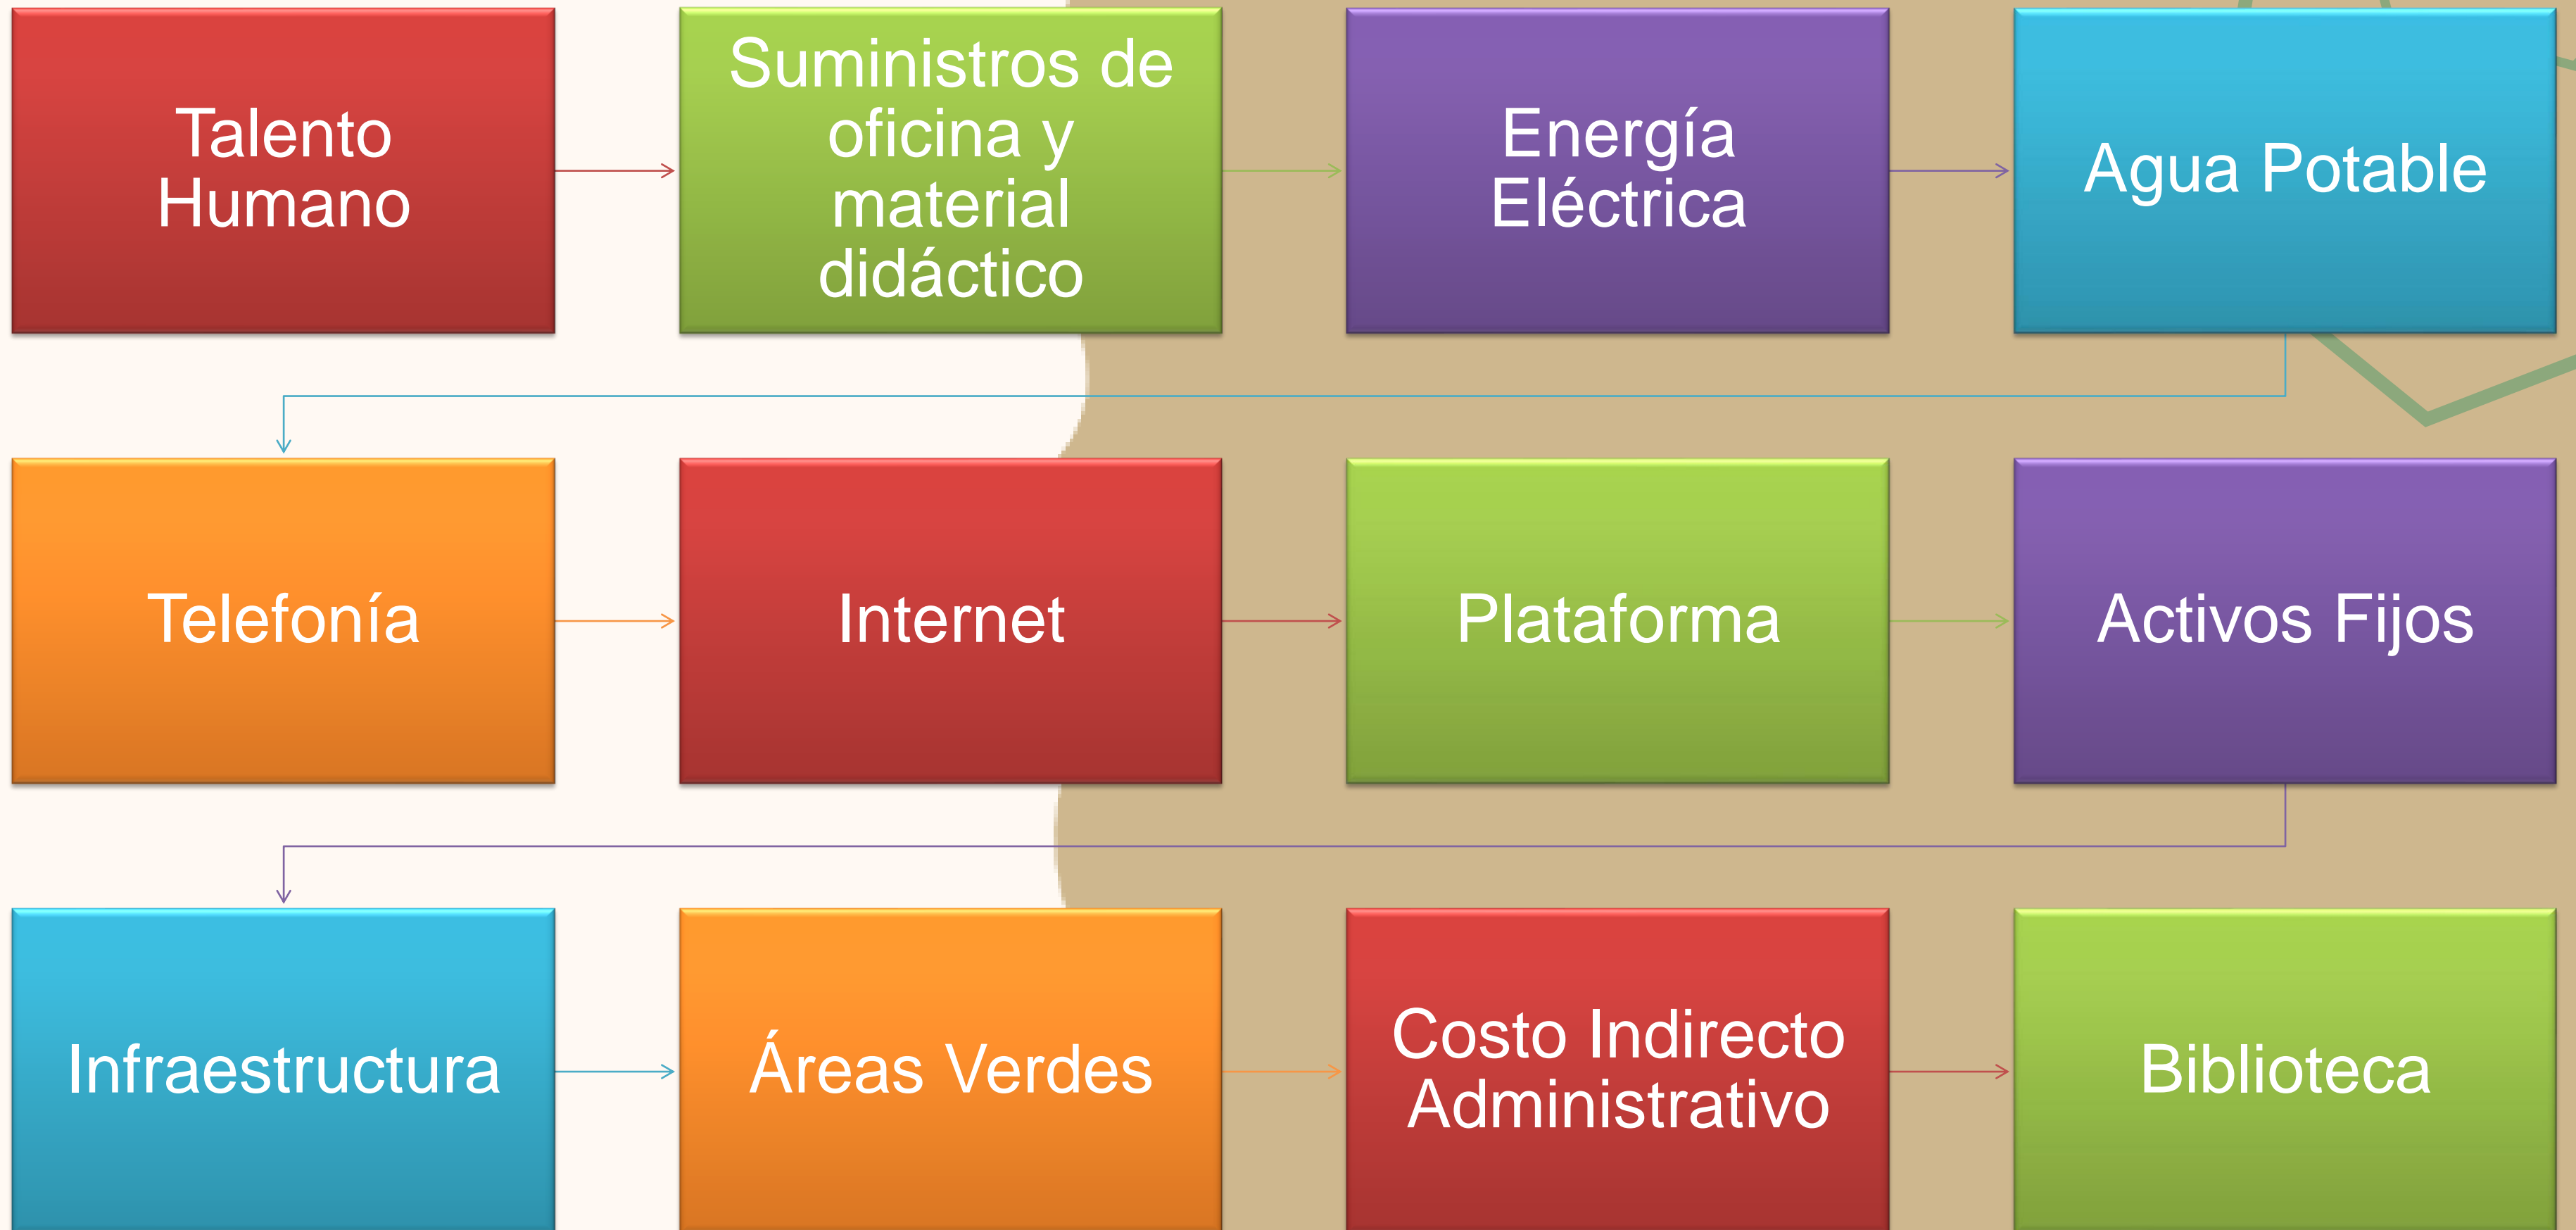 Talento
Humano
Suministros de
oficina y
material
didáctico
Energía
Eléctrica
Agua Potable
Telefonía
Internet
Plataforma
Activos Fijos
Infraestructura
Áreas Verdes
Costo Indirecto
Administrativo
Biblioteca